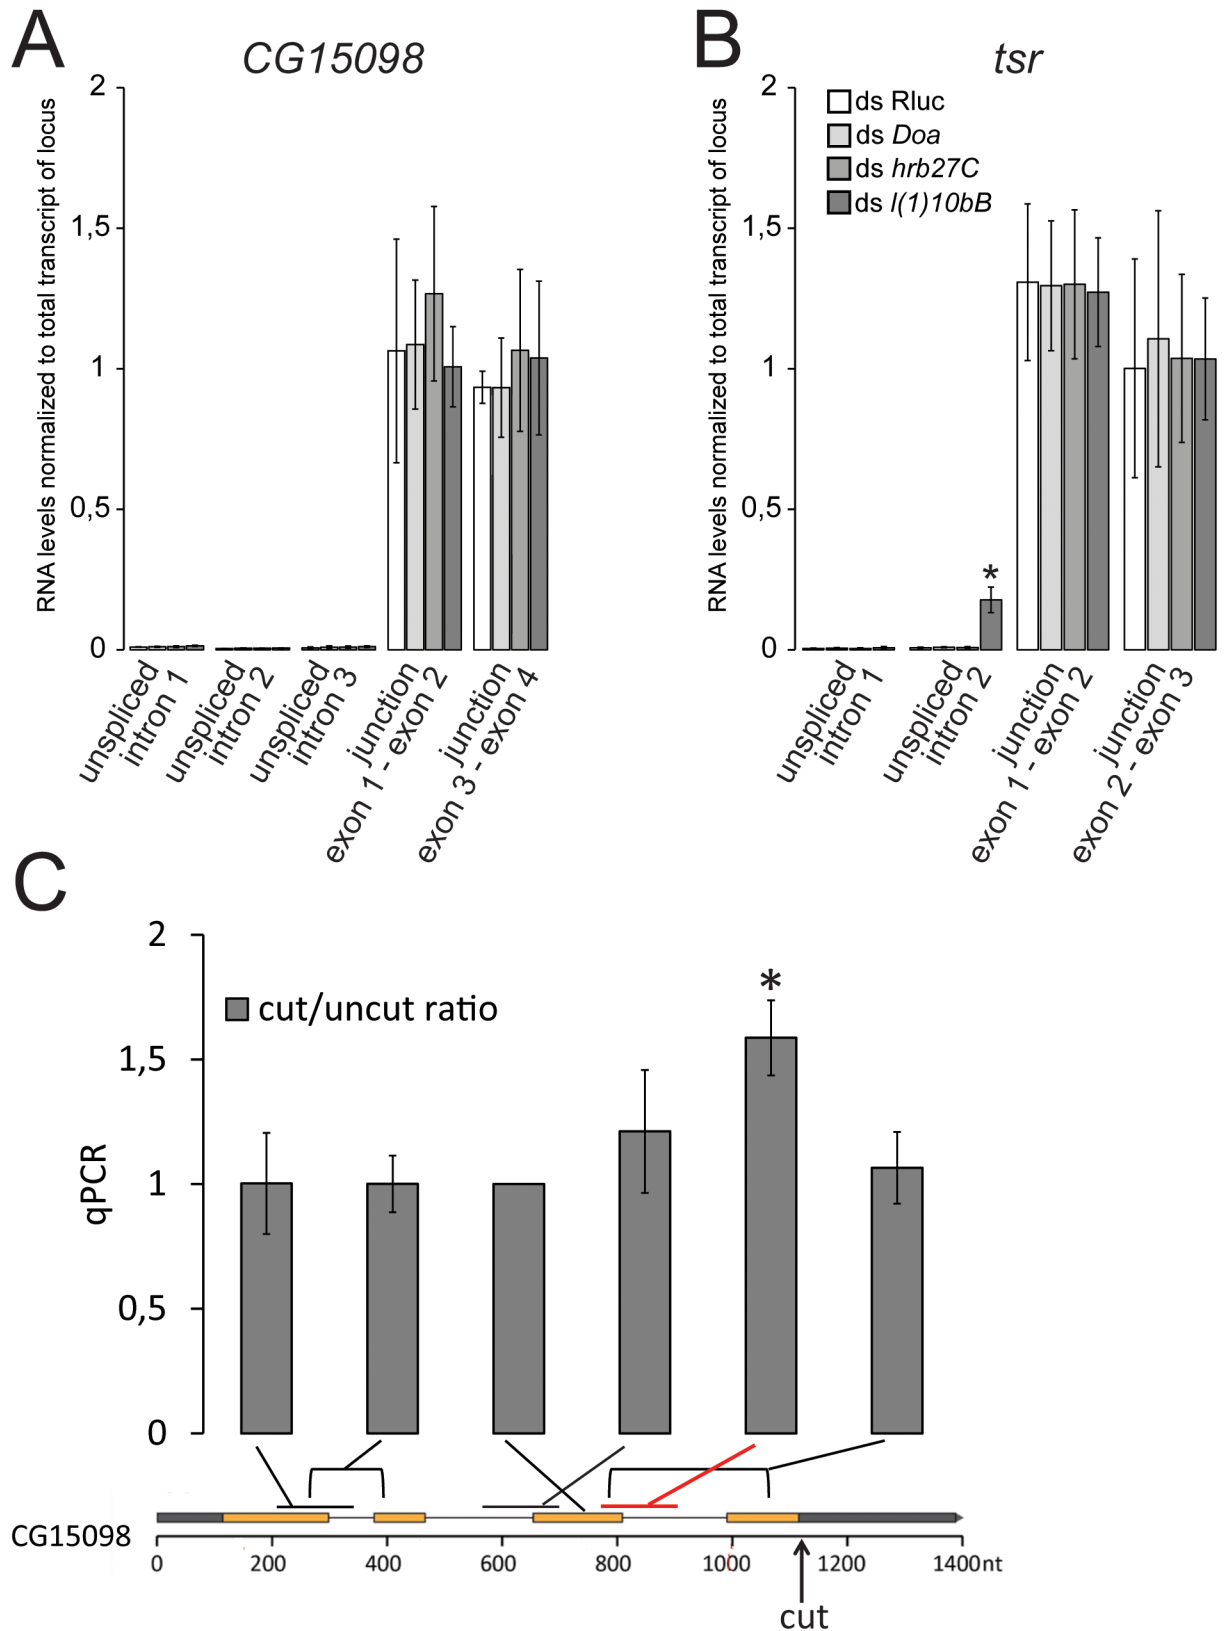 A
CG15098
RNA levels normalized to total transcript of locus
2
1,5
1
0,5
0
unspliced
intron 1
unspliced
intron 2
unspliced
intron 3
junction
exon 1 - exon 2
junction
exon 3 - exon 4
B
tsr
RNA levels normalized to total transcript of locus
2
1,5
1
0,5
0
ds Rluc
ds Doa
ds hrb27C
ds l(1)10bB
*
unspliced
intron 1
unspliced
intron 2
junction
exon 1 - exon 2
junction
exon 2 - exon 3
C
qPCR
2
1,5
1
0,5
0
cut/uncut ratio
*
CG15098
0 200 400 600 800 1000 1200 1400nt
cut